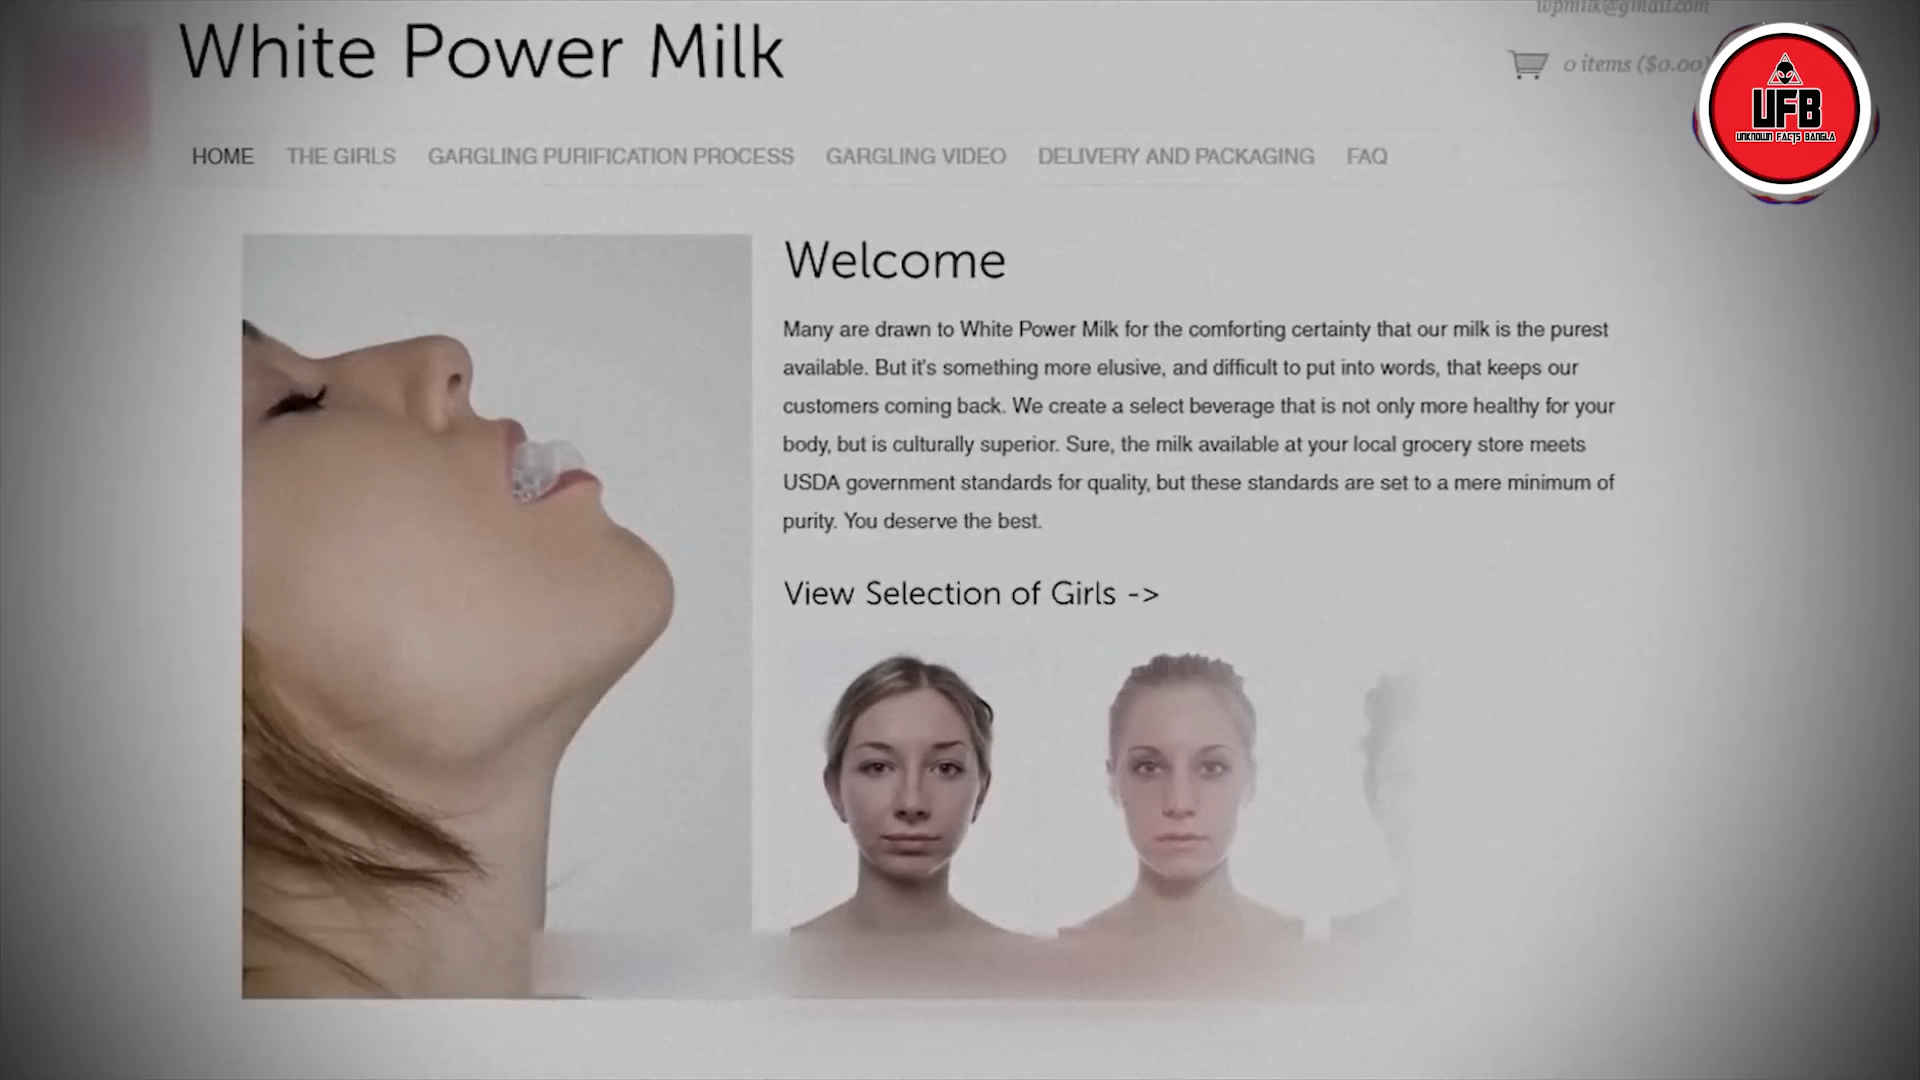 wpmilk@gmail.com
White Power Milk
0 items ($0.00)
UFB
UNKNOWN FACTS BANGLA
HOME THE GIRLS GARGLING PURIFICATION PROCESS GARGLING VIDEO DELIVERY AND PACKAGING FAQ
Welcome
Many are drawn to White Power Milk for the comforting certainty that our milk is the purest
available. But it's something more elusive, and difficult to put into words, that keeps our
customers coming back. We create a select beverage that is not only more healthy for your
body, but is culturally superior. Sure, the milk available at your local grocery store meets
USDA government standards for quality, but these standards are set to a mere minimum of
purity. You deserve the best.
View Selection of Girls ->